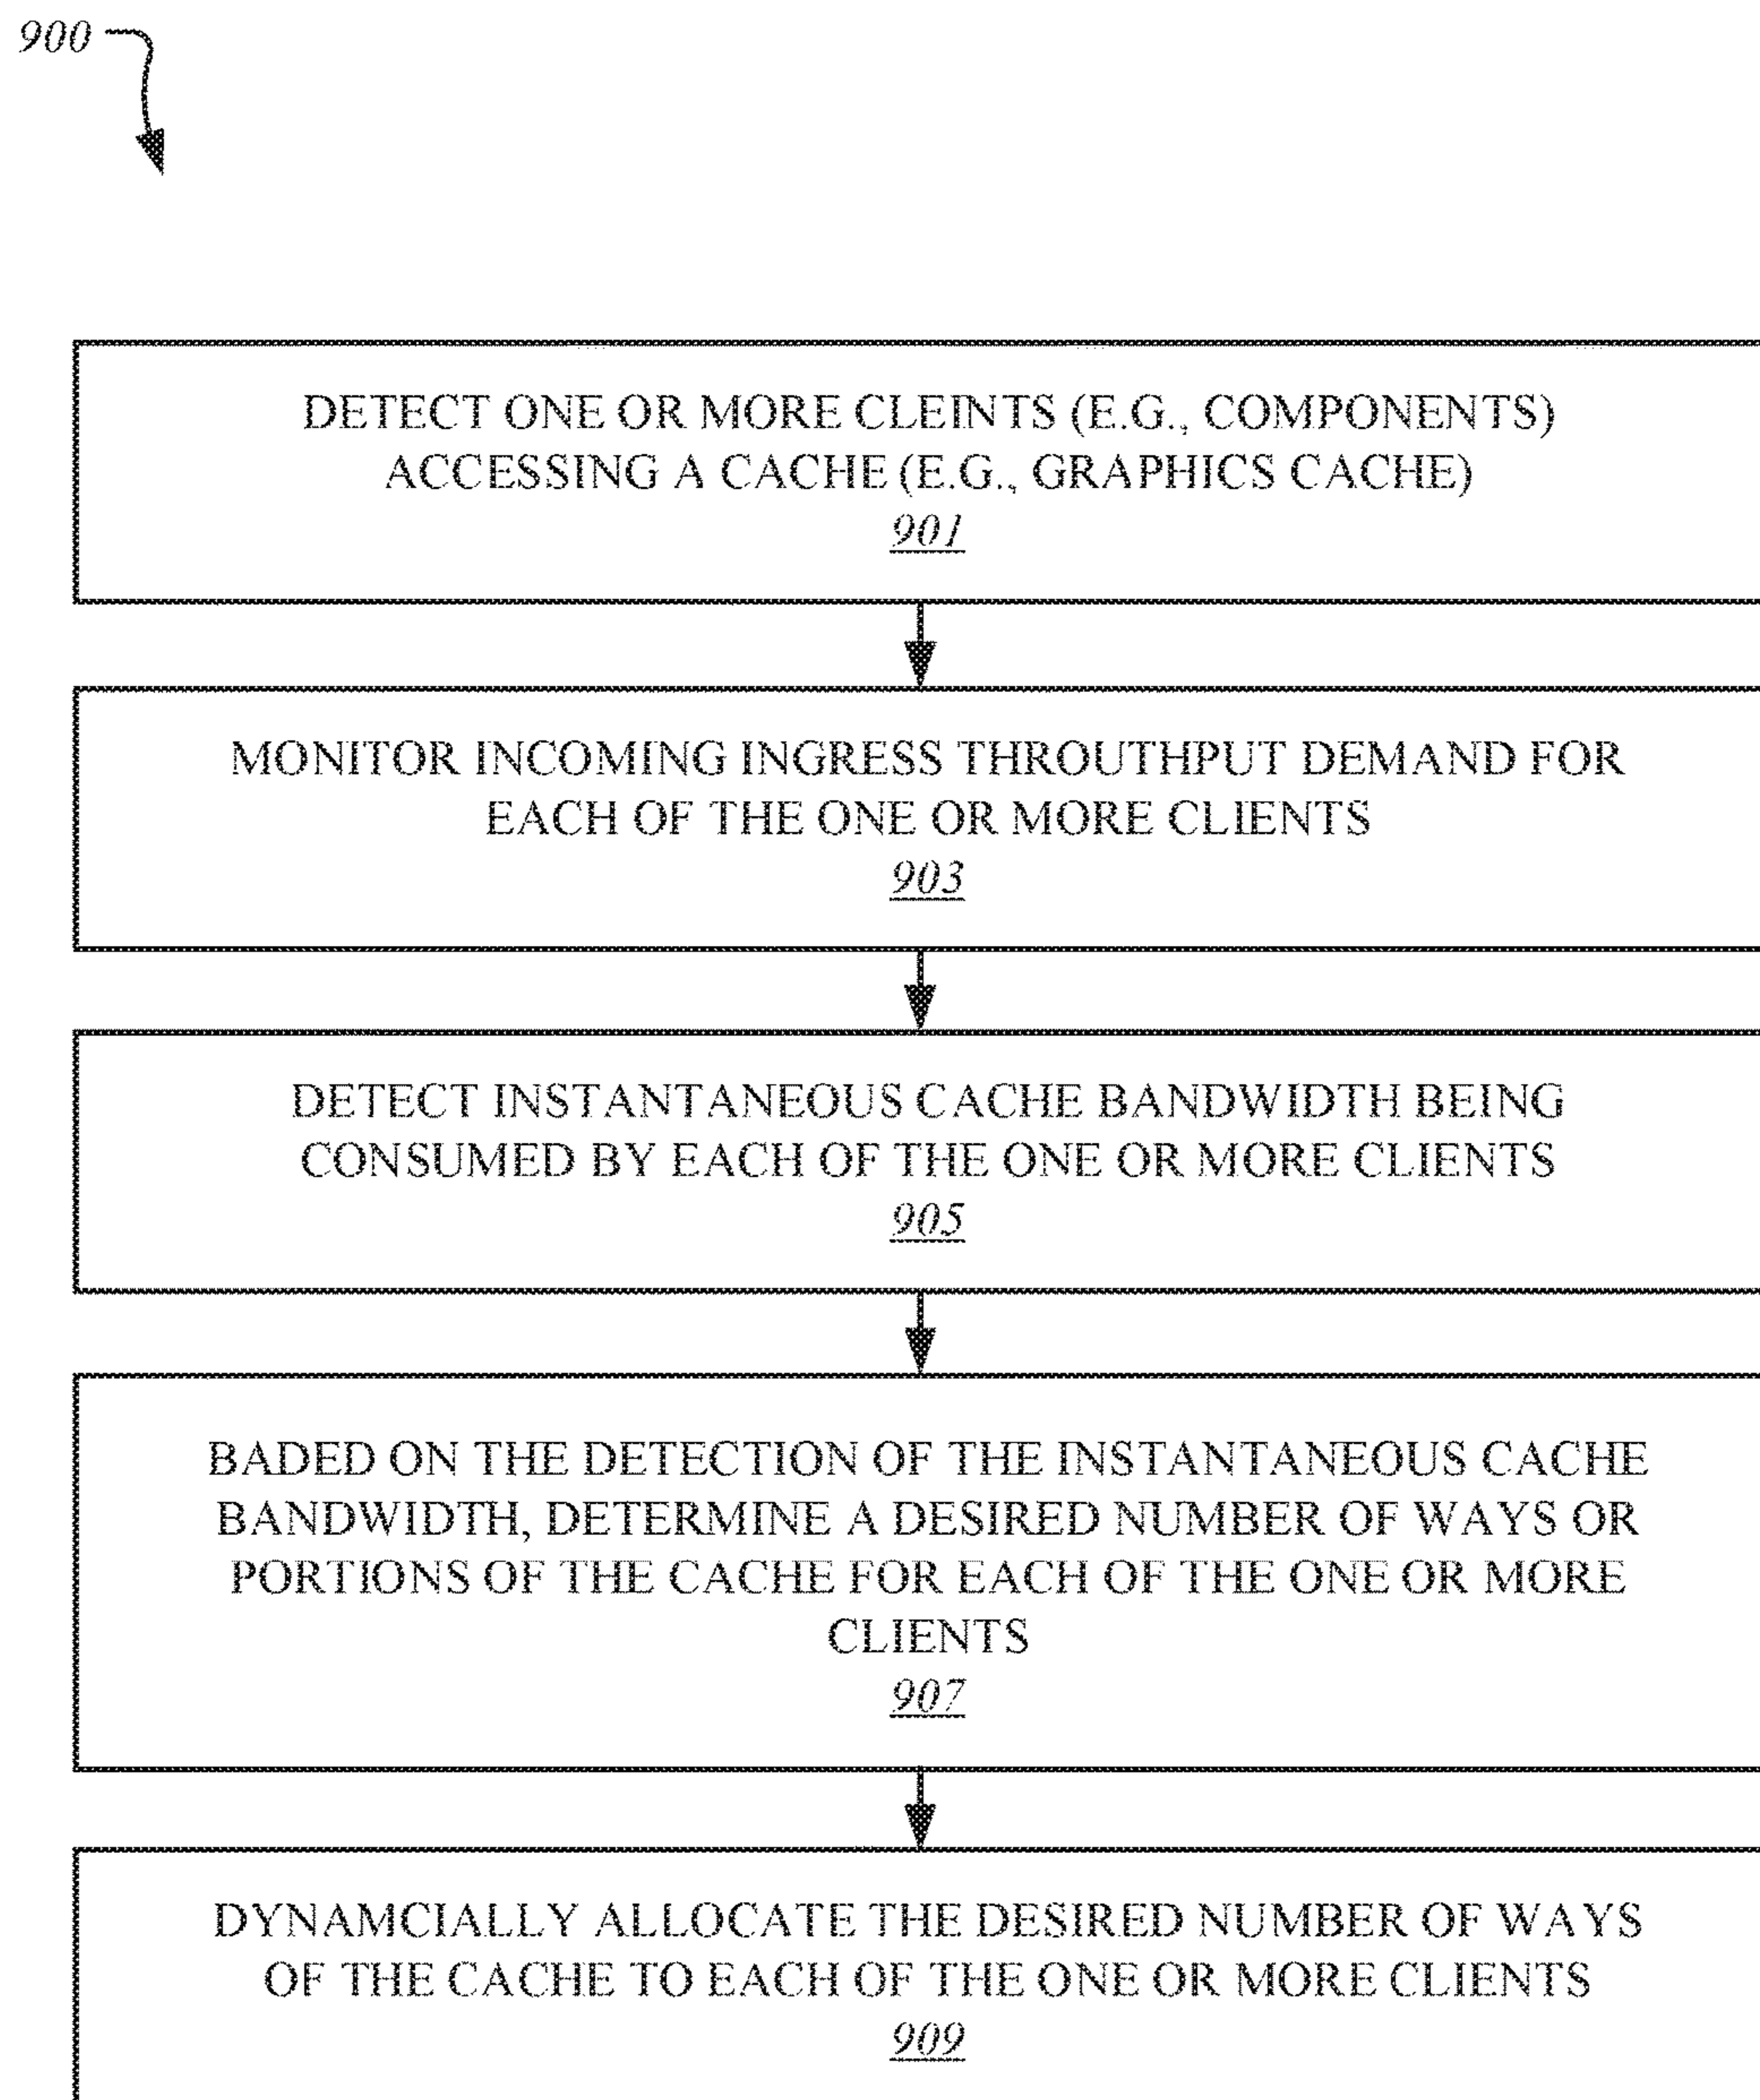 900
DETECT ONE OR MORE CLEINTS (E.G., COMPONENTS)
ACCESSING A CACHE (E.G., GRAPHICS CACHE)
901
MONITOR INCOMING INGRESS THROUTHPUT DEMAND FOR
EACH OF THE ONE OR MORE CLIENTS
903
DETECT INSTANTANEOUS CACHE BANDWIDTH BEING
CONSUMED BY EACH OF THE ONE OR MORE CLIENTS
905
BADED ON THE DETECTION OF THE INSTANTANEOUS CACHE
BANDWIDTH, DETERMINE A DESIRED NUMBER OF WAYS OR
PORTIONS OF THE CACHE FOR EACH OF THE ONE OR MORE
CLIENTS
907
DYNAMCIALLY ALLOCATE THE DESIRED NUMBER OF WAYS
OF THE CACHE TO EACH OF THE ONE OR MORE CLIENTS
909